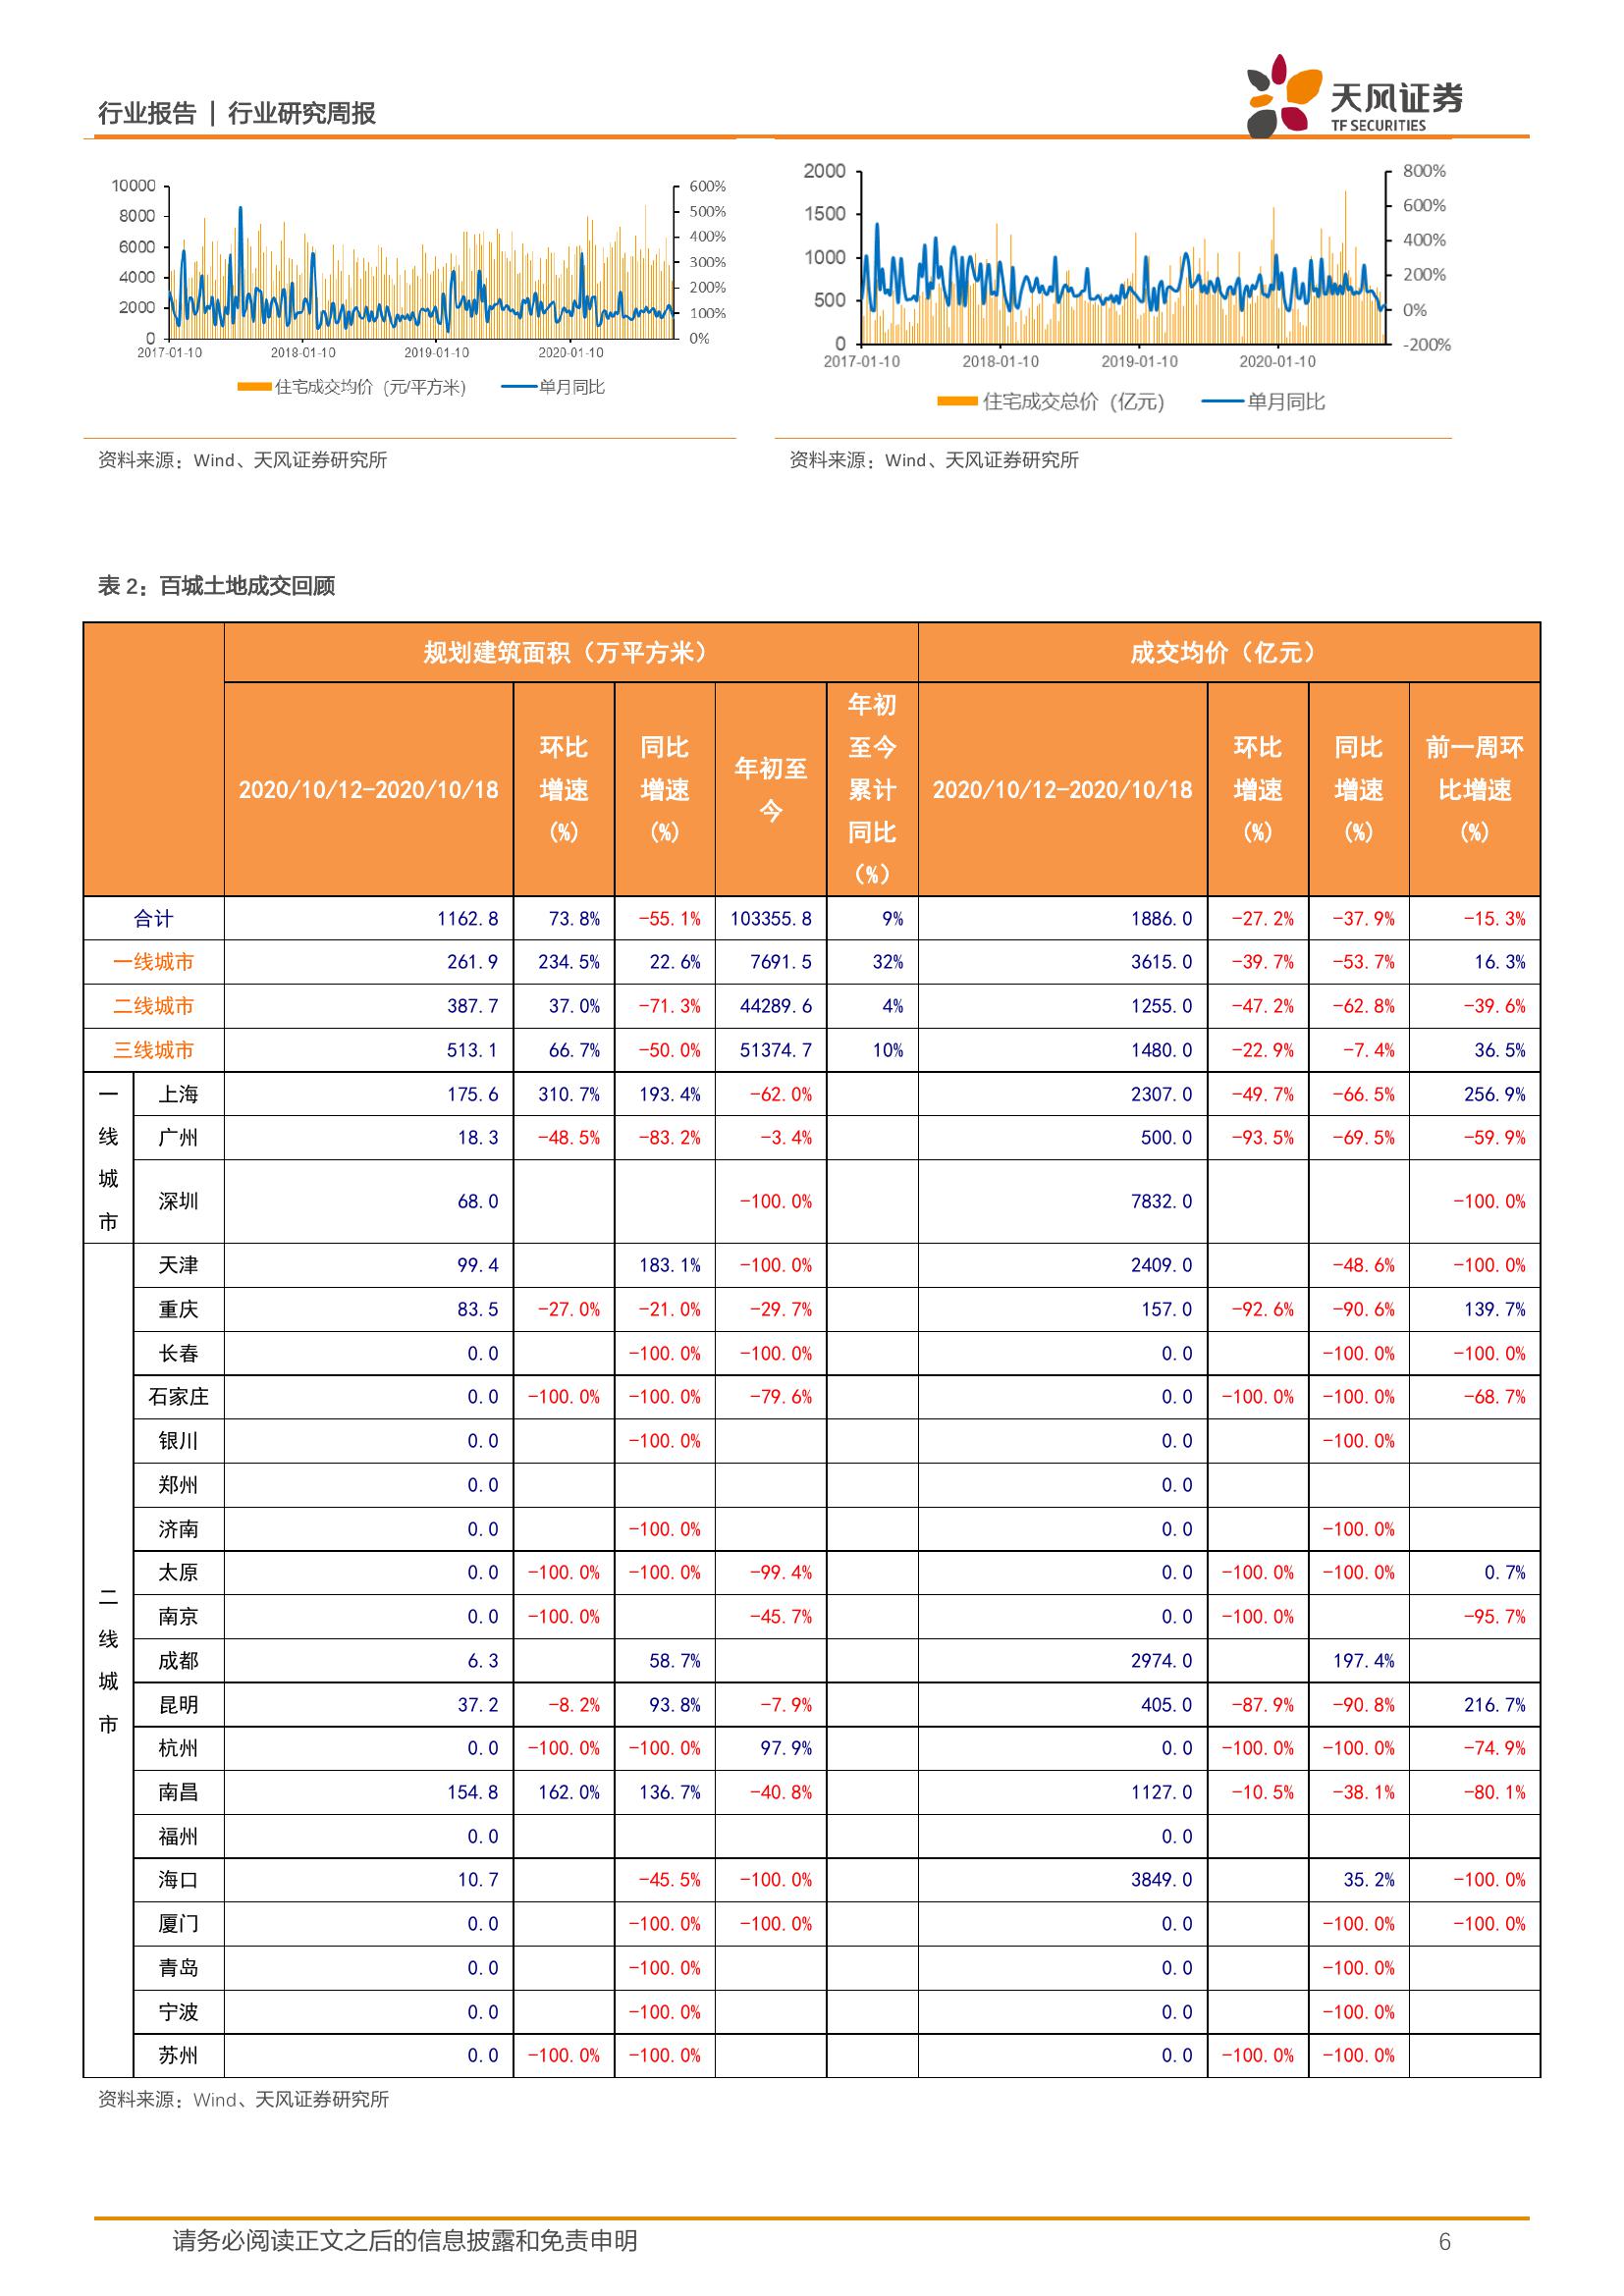 行业报告 | 行业研究周报
天风证券
TF SECURITIES
10000
8000
6000
4000
2000
0
600%
500%
400%
300%
200%
100%
0%
2017-01-10 2018-01-10 2019-01-10 2020-01-10
住宅成交均价（元/平方米） 单月同比
2000
1500
1000
500
0
800%
600%
400%
200%
0%
-200%
2017-01-10 2018-01-10 2019-01-10 2020-01-10
住宅成交总价（亿元） 单月同比
资料来源：Wind、天风证券研究所
资料来源：Wind、天风证券研究所
表 2：百城土地成交回顾
规划建筑面积（万平方米） 成交均价（亿元）
2020/10/12-2020/10/18 环比增速（%） 同比增速（%） 年初至今 年初至今累计同比（%） 2020/10/12-2020/10/18 环比增速（%） 同比增速（%） 前一周环比增速（%）
合计 1162.8 73.8% -55.1% 103355.8 9% 1886.0 -27.2% -37.9% -15.3%
一线城市 261.9 234.5% 22.6% 7691.5 32% 3615.0 -39.7% -53.7% 16.3%
二线城市 387.7 37.0% -71.3% 44289.6 4% 1255.0 -47.2% -62.8% -39.6%
三线城市 513.1 66.7% -50.0% 51374.7 10% 1480.0 -22.9% -7.4% 36.5%
一线城市
上海 175.6 310.7% 193.4% -62.0% 2307.0 -49.7% -66.5% 256.9%
广州 18.3 -48.5% -83.2% -3.4% 500.0 -93.5% -69.5% -59.9%
深圳 68.0 -100.0% 7832.0 -100.0%
二线城市
天津 99.4 183.1% -100.0% 2409.0 -48.6% -100.0%
重庆 83.5 -27.0% -21.0% -29.7% 157.0 -92.6% -90.6% 139.7%
长春 0.0 -100.0% -100.0% 0.0 -100.0% -100.0%
石家庄 0.0 -100.0% -100.0% -79.6% 0.0 -100.0% -100.0% -68.7%
银川 0.0 -100.0% 0.0 -100.0%
郑州 0.0 0.0
济南 0.0 -100.0% 0.0 -100.0%
太原 0.0 -100.0% -100.0% -99.4% 0.0 -100.0% -100.0% 0.7%
南京 0.0 -100.0% -45.7% 0.0 -100.0% -95.7%
成都 6.3 58.7% 2974.0 197.4%
昆明 37.2 -8.2% 93.8% -7.9% 405.0 -87.9% -90.8% 216.7%
杭州 0.0 -100.0% -100.0% 97.9% 0.0 -100.0% -100.0% -74.9%
南昌 154.8 162.0% 136.7% -40.8% 1127.0 -10.5% -38.1% -80.1%
福州 0.0 0.0
海口 10.7 -45.5% -100.0% 3849.0 35.2% -100.0%
厦门 0.0 -100.0% -100.0% 0.0 -100.0% -100.0%
青岛 0.0 -100.0% 0.0 -100.0%
宁波 0.0 -100.0% 0.0 -100.0%
苏州 0.0 -100.0% -100.0% 0.0 -100.0% -100.0%
资料来源：Wind、天风证券研究所
请务必阅读正文之后的信息披露和免责申明 6